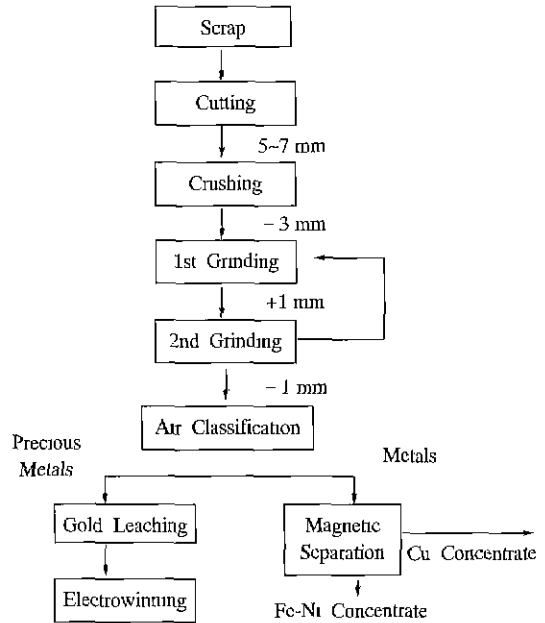 Scrap
Cutting
5~7 mm
Crushing
- 3 mm
1st Grinding
+1 mm
2nd Grinding
- 1 mm
Air Classification
Precious
Metals
Metals
Gold Leaching
Magnetic
Separation
Cu Concentrate
Electrowinning
Fe-Ni Concentrate